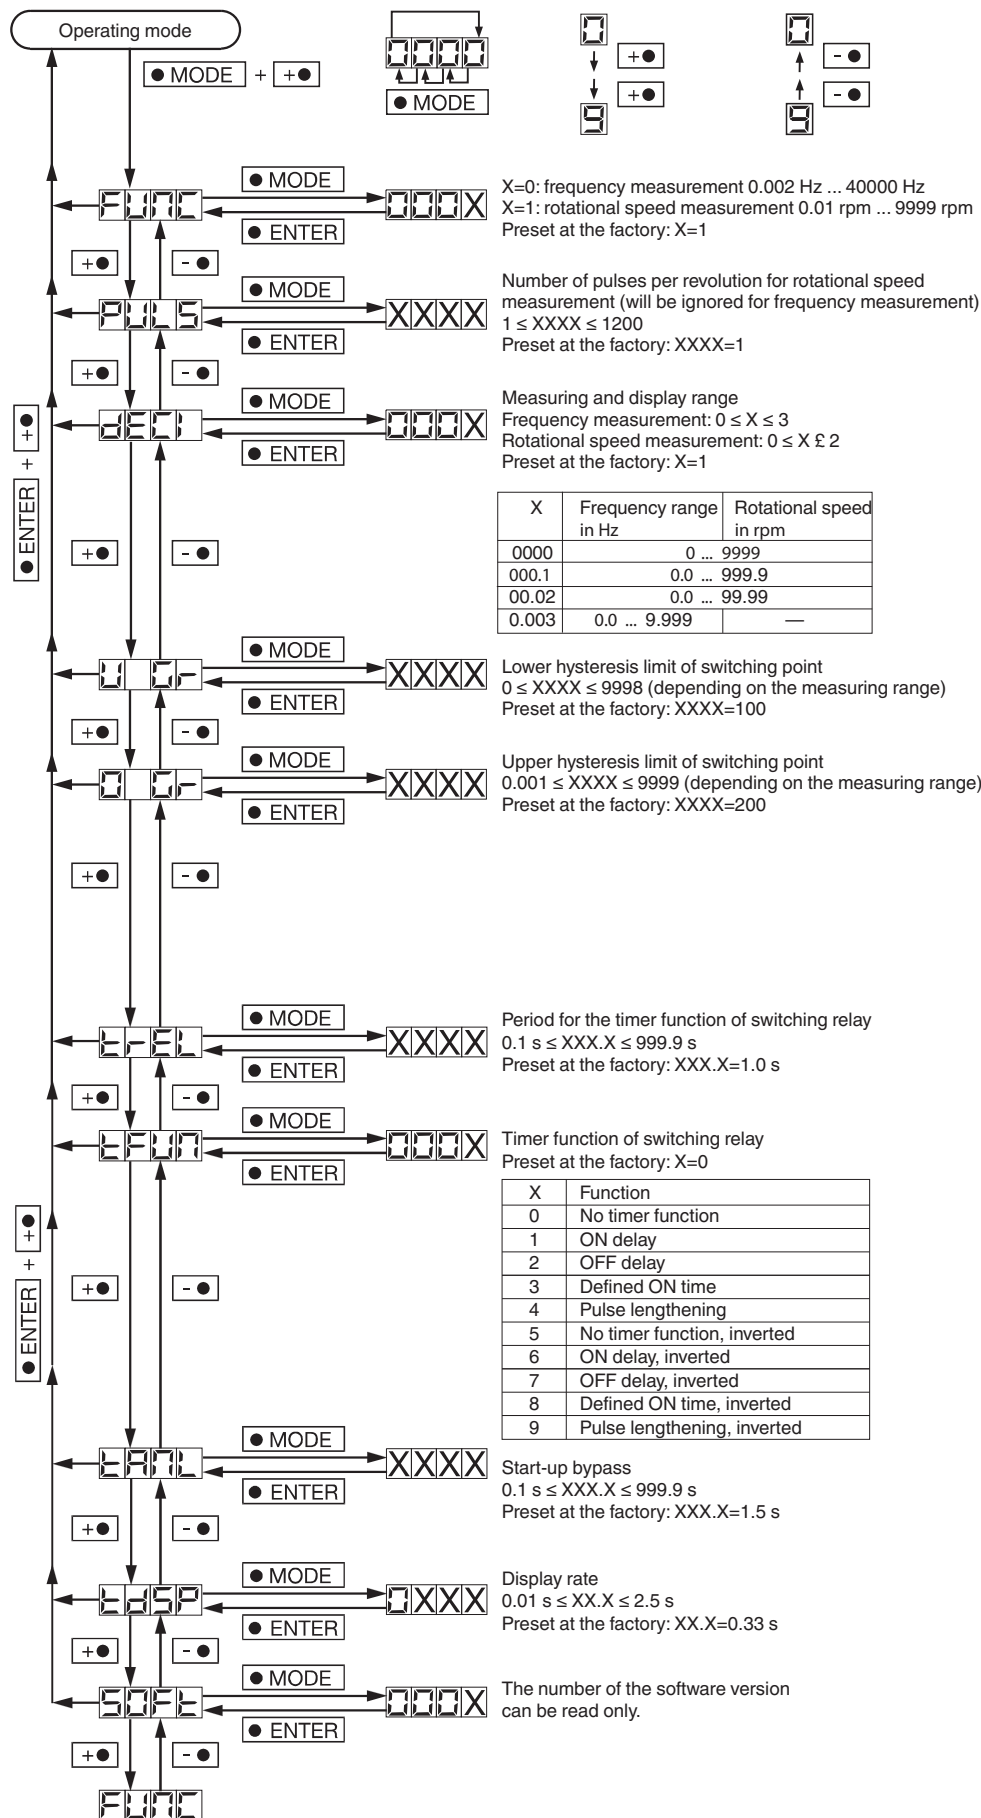 Operating mode
● MODE + +●
0000
● MODE
0
+●
+●
9
0
- ●
- ●
9
● ENTER + +●
FUNC
● MODE
● ENTER
000X
X=0: frequency measurement 0.002 Hz ... 40000 Hz
X=1: rotational speed measurement 0.01 rpm ... 9999 rpm
Preset at the factory: X=1
+●
- ●
PULS
● MODE
● ENTER
XXXX
Number of pulses per revolution for rotational speed
measurement (will be ignored for frequency measurement)
1 ≤ XXXX ≤ 1200
Preset at the factory: XXXX=1
+●
- ●
dECI
● MODE
● ENTER
000X
Measuring and display range
Frequency measurement: 0 ≤ X ≤ 3
Rotational speed measurement: 0 ≤ X £ 2
Preset at the factory: X=1
X Frequency range Rotational speed
in Hz in rpm
0000 0 ... 9999
000.1 0.0 ... 999.9
00.02 0.0 ... 99.99
0.003 0.0 ... 9.999 —
+●
- ●
U Gr
● MODE
● ENTER
XXXX
Lower hysteresis limit of switching point
0 ≤ XXXX ≤ 9998 (depending on the measuring range)
Preset at the factory: XXXX=100
+●
- ●
O Gr
● MODE
● ENTER
XXXX
Upper hysteresis limit of switching point
0.001 ≤ XXXX ≤ 9999 (depending on the measuring range)
Preset at the factory: XXXX=200
+●
- ●
trEL
● MODE
● ENTER
XXXX
Period for the timer function of switching relay
0.1 s ≤ XXX.X ≤ 999.9 s
Preset at the factory: XXX.X=1.0 s
+●
- ●
tFUN
● MODE
● ENTER
000X
Timer function of switching relay
Preset at the factory: X=0
X Function
0 No timer function
1 ON delay
2 OFF delay
3 Defined ON time
4 Pulse lengthening
5 No timer function, inverted
6 ON delay, inverted
7 OFF delay, inverted
8 Defined ON time, inverted
9 Pulse lengthening, inverted
● ENTER + +●
+●
- ●
tANL
● MODE
● ENTER
XXXX
Start-up bypass
0.1 s ≤ XXX.X ≤ 999.9 s
Preset at the factory: XXX.X=1.5 s
+●
- ●
tdSP
● MODE
● ENTER
0XXX
Display rate
0.01 s ≤ XX.X ≤ 2.5 s
Preset at the factory: XX.X=0.33 s
+●
- ●
SOFt
● MODE
● ENTER
000X
The number of the software version
can be read only.
+●
- ●
FUNC